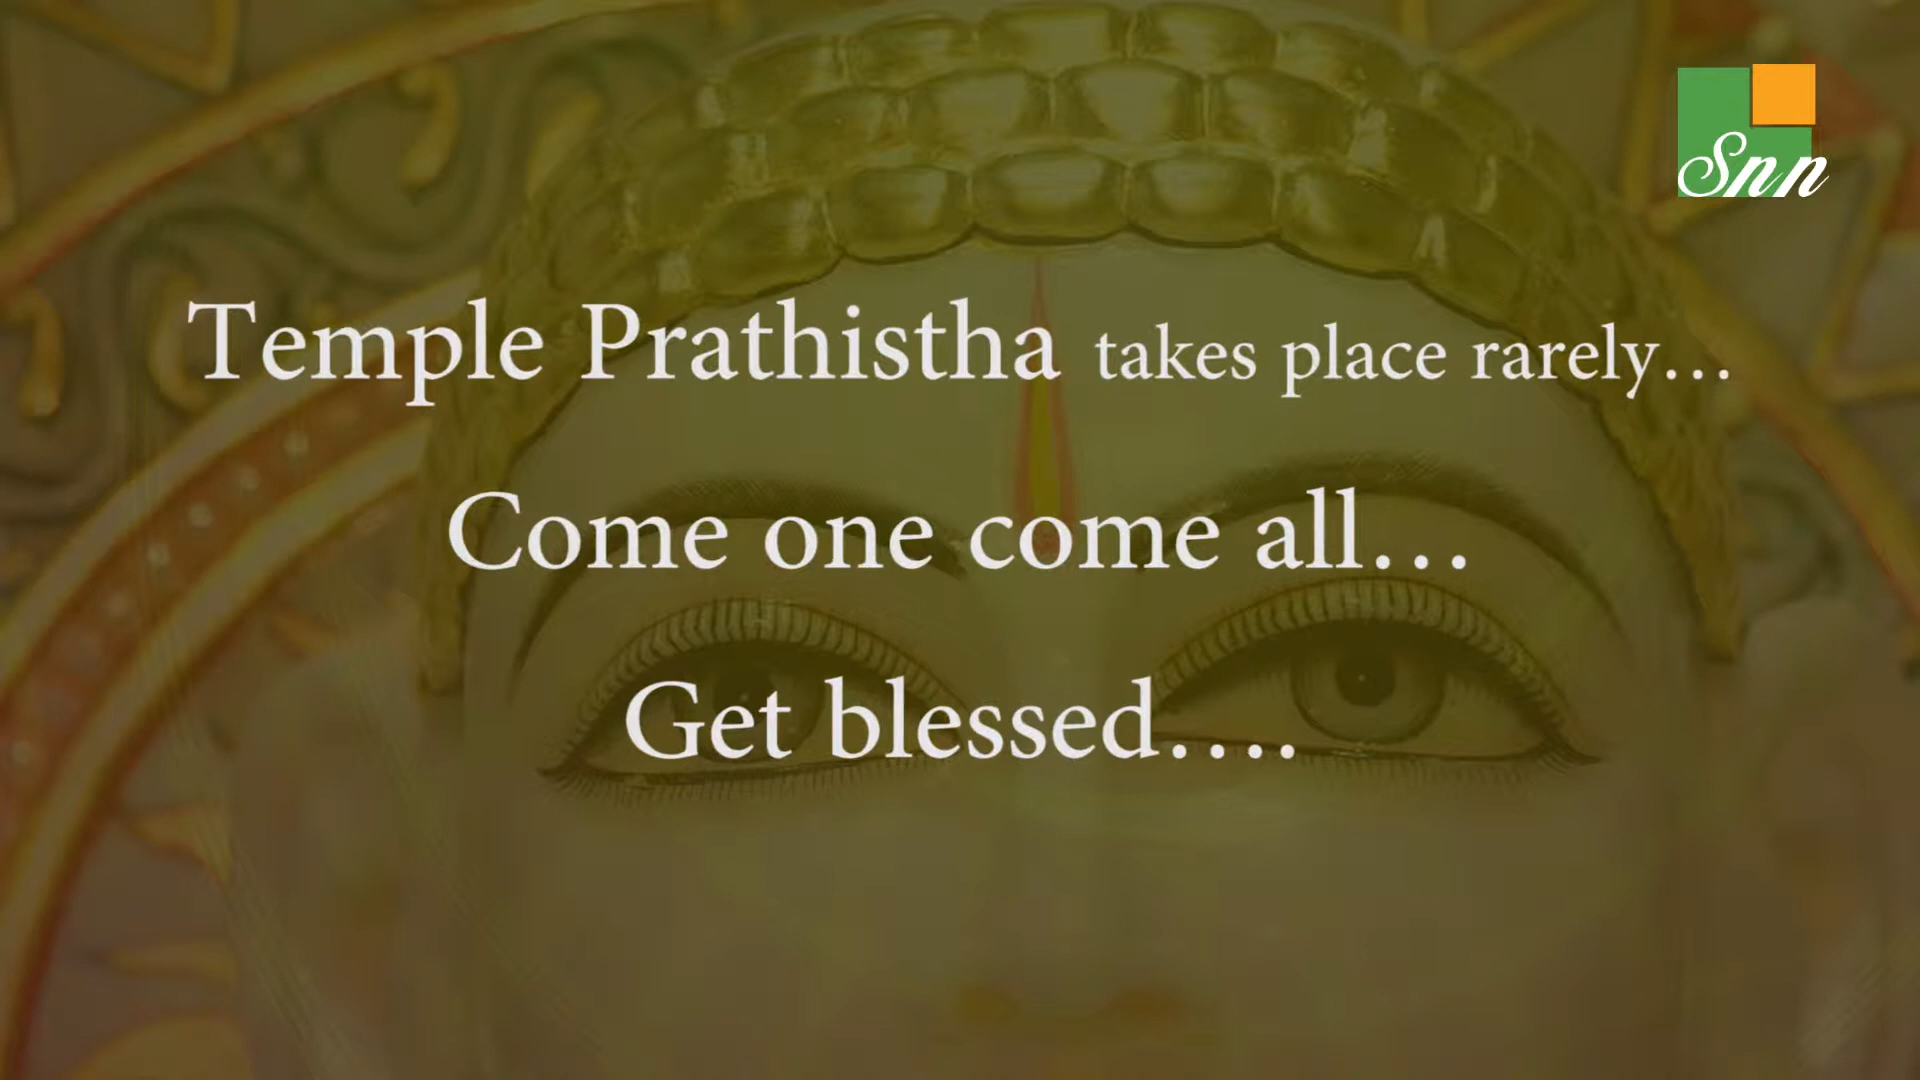 Snn
Temple Prathistha takes place rarely...
Come one come all...
Get blessed....